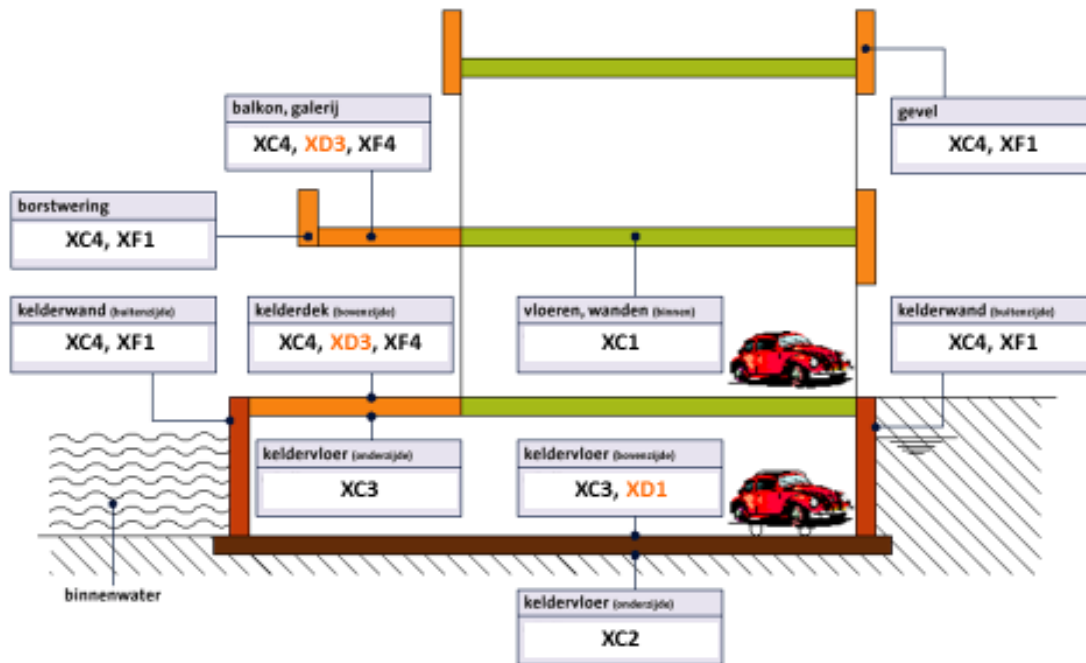 balkon, galerij
XC4, XD3, XF4
gevel
XC4, XF1
borstwering
XC4, XF1
kelderwand (buitenzijde)
XC4, XF1
kelderdek (bovenzijde)
XC4, XD3, XF4
vloeren, wanden (binnen)
XC1
kelderwand (buitenzijde)
XC4, XF1
keldervloer (onderzijde)
XC3
keldervloer (bovenzijde)
XC3, XD1
binnenwater
keldervloer (onderzijde)
XC2